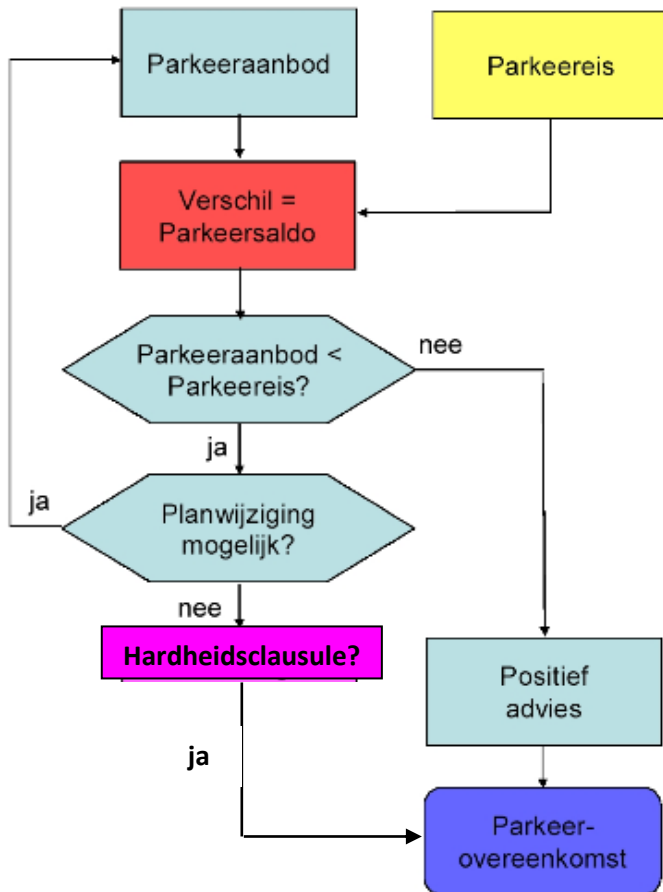 Parkeeraanbod
Parkeereis
Verschil =
Parkeersaldo
Parkeeraanbod <
Parkeereis?
nee
ja
ja
Planwijziging
mogelijk?
nee
Hardheidsclausule?
Positief
advies
ja
Parkeer-
overeenkomst